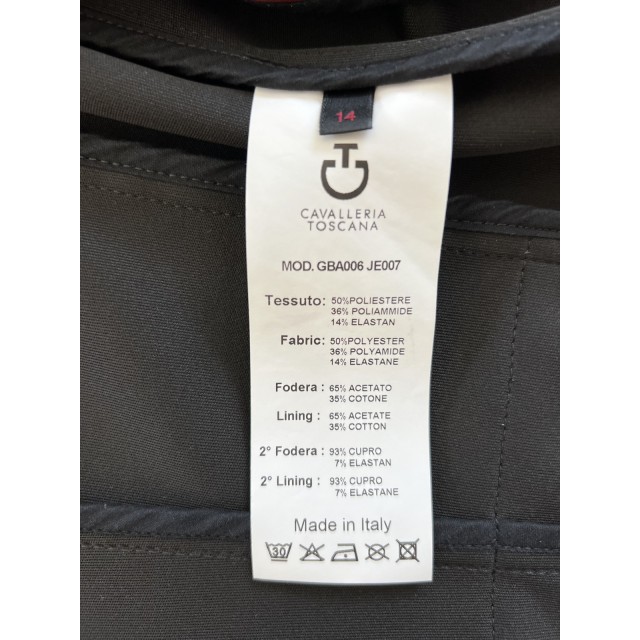 14
CAVALLERIA
TOSCANA
MOD. GBA006 JE007
Tessuto: 50%POLIESTERE
36% POLIAMMIDE
14% ELASTAN
Fabric: 50%POLYESTER
36% POLYAMIDE
14% ELASTANE
Fodera : 65% ACETATO
35% COTONE
Lining : 65% ACETATE
35% COTTON
2° Fodera : 93% CUPRO
7% ELASTAN
2° Lining : 93% CUPRO
7% ELASTANE
Made in Italy
30